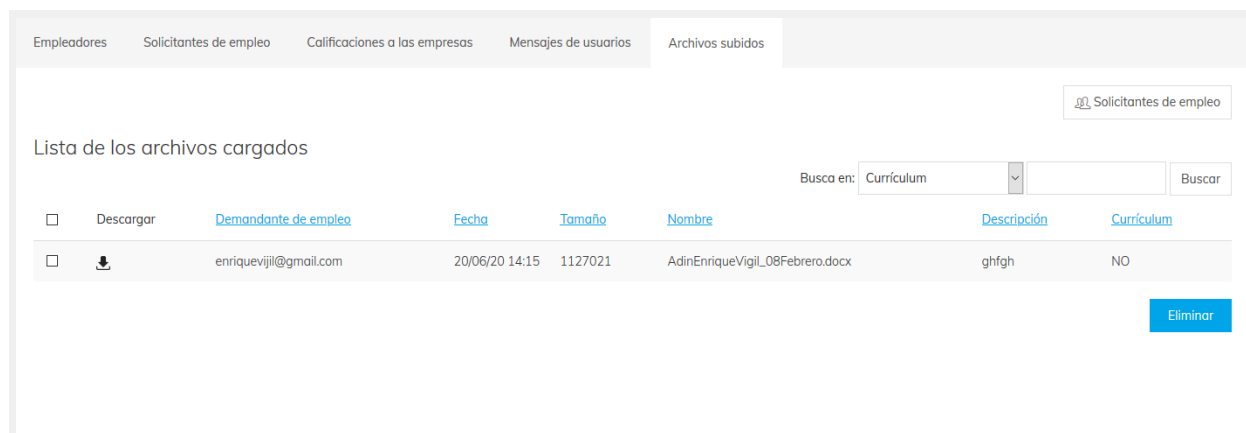 Empleadores Solicitantes de empleo Calificaciones a las empresas Mensajes de usuarios Archivos subidos
Solicitantes de empleo
Lista de los archivos cargados
Busca en: Currículum Buscar
Descargar Demandante de empleo Fecha Tamaño Nombre Descripción Currículum
enriquevijil@gmail.com 20/06/20 14:15 1127021 AdinEnriqueVigil_08Febrero.docx ghfgh NO
Eliminar